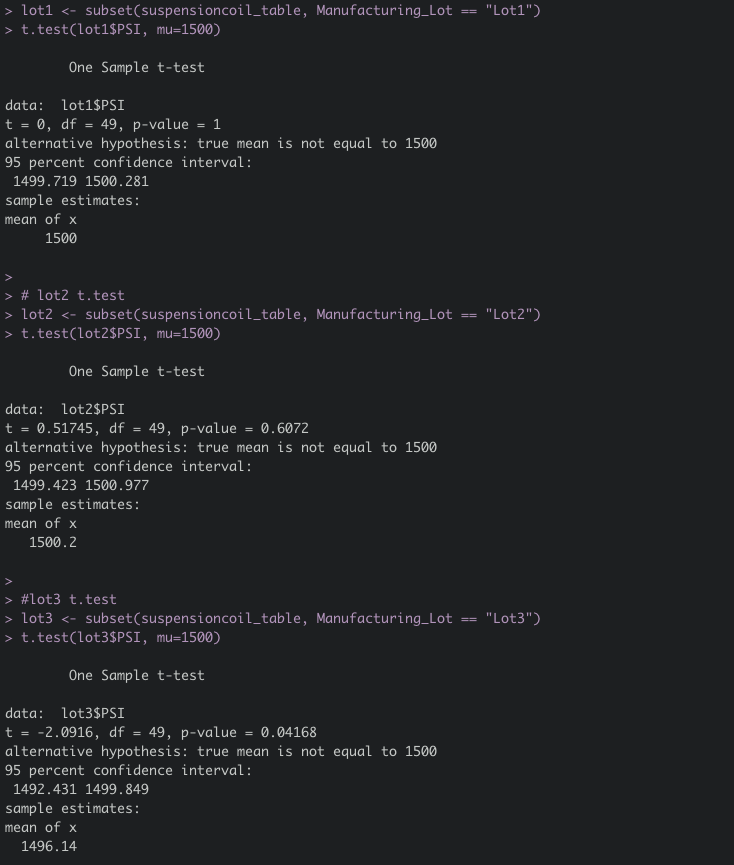 > lot1 <- subset(suspensioncoil_table, Manufacturing_Lot == "Lot1")
> t.test(lot1$PSI, mu=1500)
One Sample t-test
data:  lot1$PSI
t = 0, df = 49, p-value = 1
alternative hypothesis: true mean is not equal to 1500
95 percent confidence interval:
1499.719 1500.281
sample estimates:
mean of x
1500
>
> # lot2 t.test
> lot2 <- subset(suspensioncoil_table, Manufacturing_Lot == "Lot2")
> t.test(lot2$PSI, mu=1500)
One Sample t-test
data:  lot2$PSI
t = 0.51745, df = 49, p-value = 0.6072
alternative hypothesis: true mean is not equal to 1500
95 percent confidence interval:
1499.423 1500.977
sample estimates:
mean of x
1500.2
>
> #lot3 t.test
> lot3 <- subset(suspensioncoil_table, Manufacturing_Lot == "Lot3")
> t.test(lot3$PSI, mu=1500)
One Sample t-test
data:  lot3$PSI
t = -2.0916, df = 49, p-value = 0.04168
alternative hypothesis: true mean is not equal to 1500
95 percent confidence interval:
1492.431 1499.849
sample estimates:
mean of x
1496.14